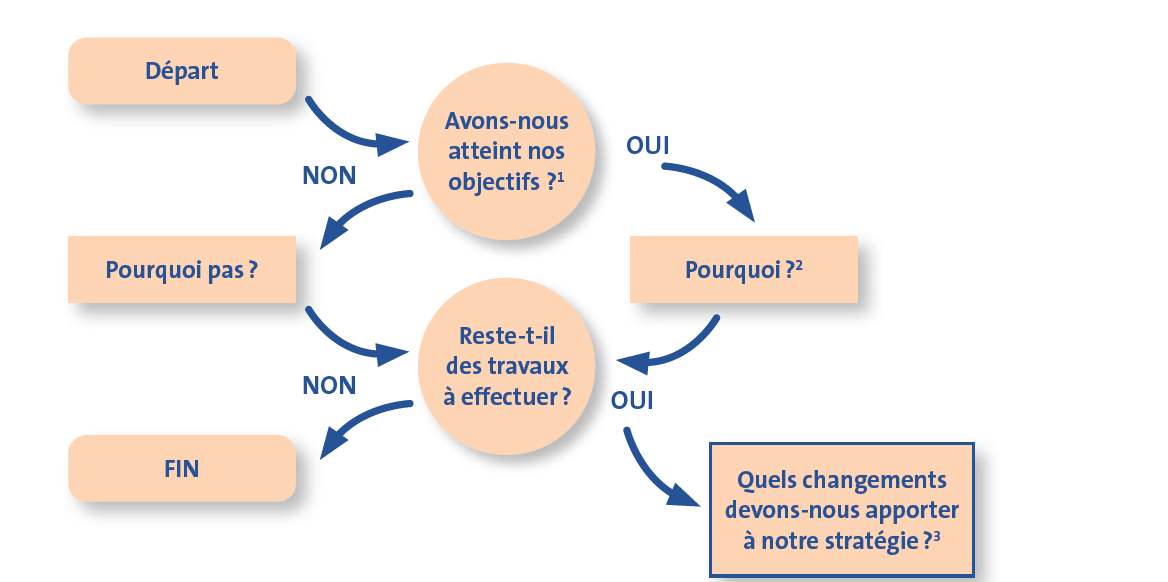 Départ
Avons-nous
atteint nos
objectifs ?¹
OUI
NON
Pourquoi pas ?
Pourquoi ?²
Reste-t-il
des travaux
à effectuer ?
NON
OUI
FIN
Quels changements
devons-nous apporter
à notre stratégie ?³